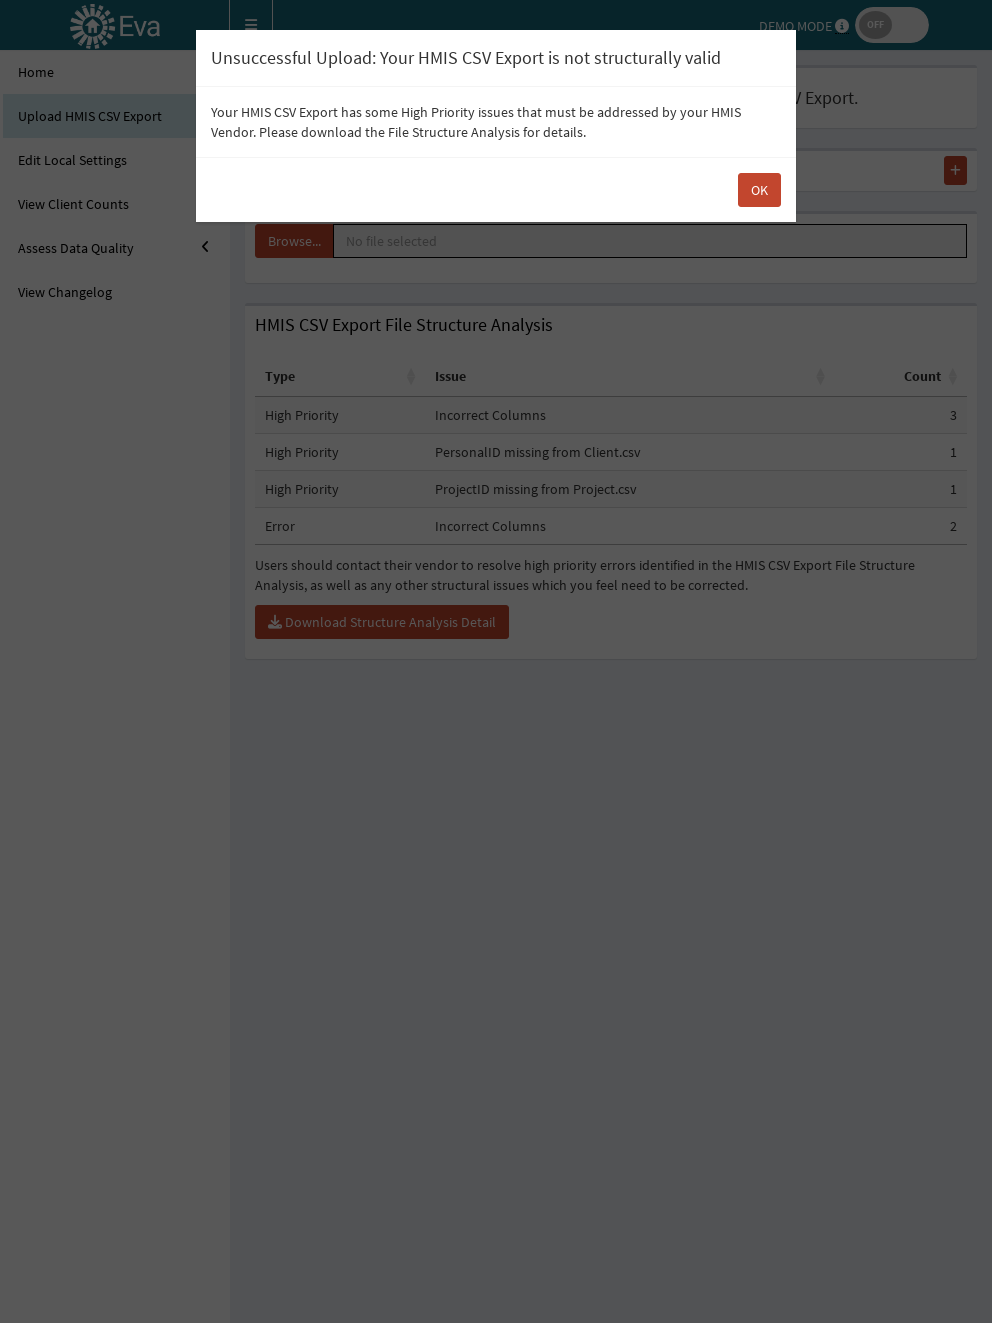 Eva
DEMO MODE
OFF
Unsuccessful Upload: Your HMIS CSV Export is not structurally valid
Your HMIS CSV Export has some High Priority issues that must be addressed by your HMIS
Vendor. Please download the File Structure Analysis for details.
OK
Home
Upload HMIS CSV Export
Edit Local Settings
View Client Counts
Assess Data Quality
View Changelog
Export.
+
Browse...
No file selected
HMIS CSV Export File Structure Analysis
Type Issue Count
High Priority Incorrect Columns 3
High Priority PersonalID missing from Client.csv 1
High Priority ProjectID missing from Project.csv 1
Error Incorrect Columns 2
Users should contact their vendor to resolve high priority errors identified in the HMIS CSV Export File Structure
Analysis, as well as any other structural issues which you feel need to be corrected.
Download Structure Analysis Detail